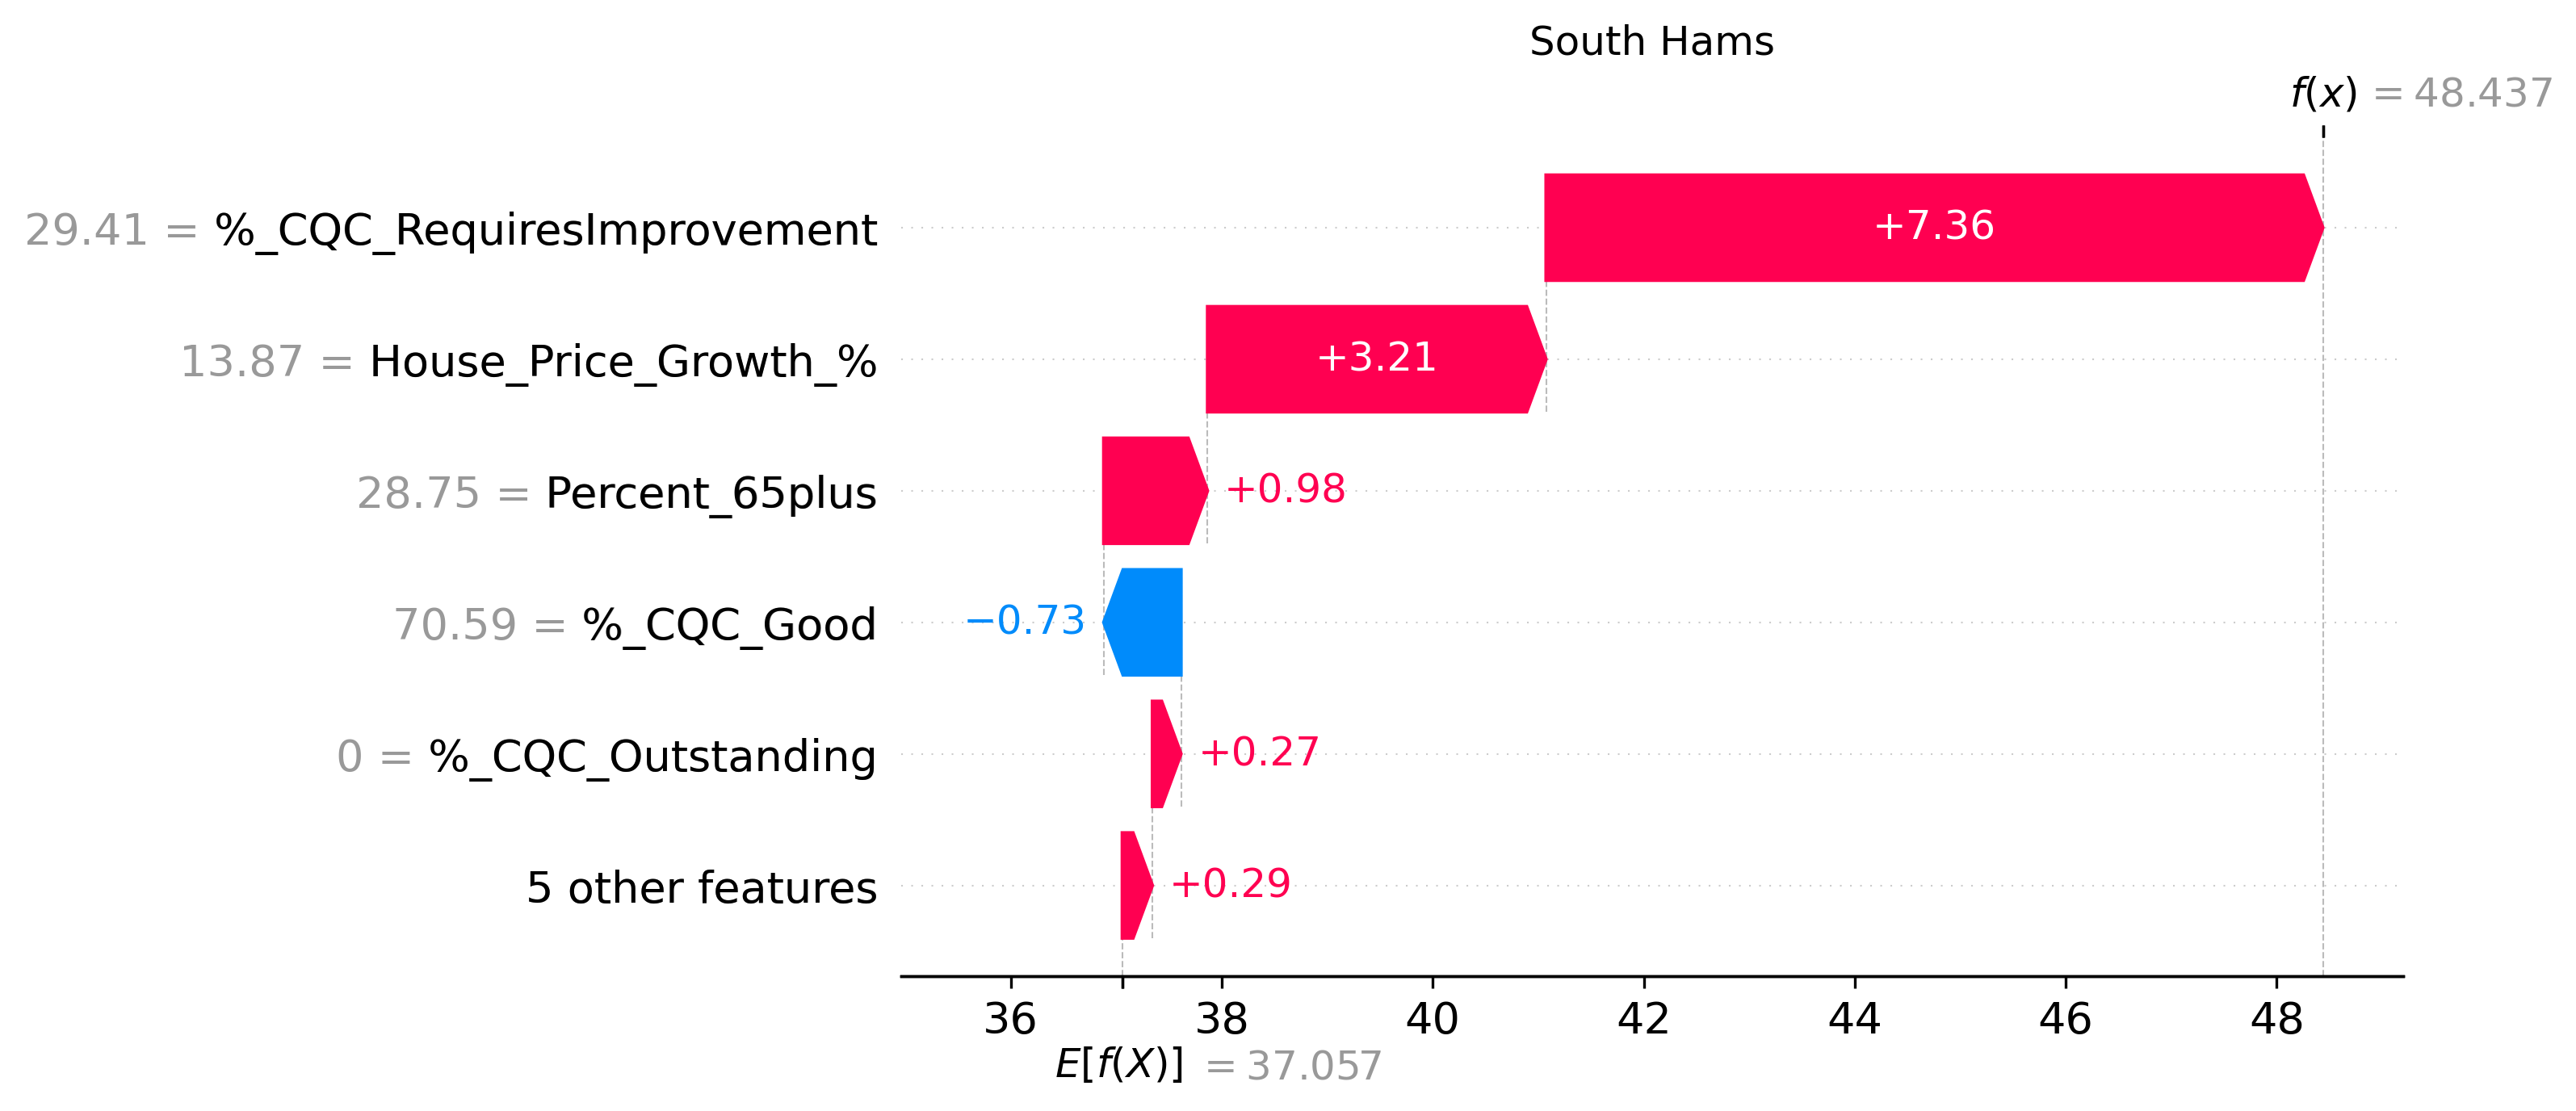 South Hams
f(x) = 48.437
29.41 = %_CQC_RequiresImprovement
+7.36
13.87 = House_Price_Growth_%
+3.21
28.75 = Percent_65plus
+0.98
70.59 = %_CQC_Good
−0.73
0 = %_CQC_Outstanding
+0.27
5 other features
+0.29
36 38 40 42 44 46 48
E[f(X)] = 37.057